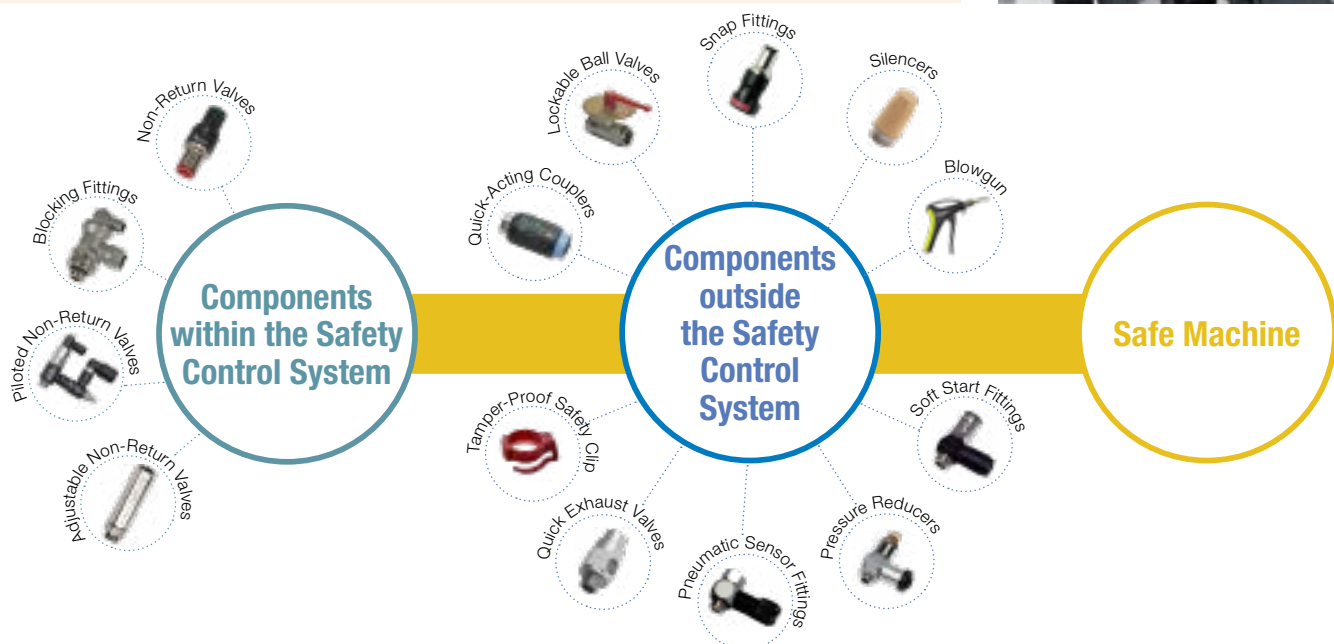 Non-Return Valves
Blocking Fittings
Piloted Non-Return Valves
Adjustable Non-Return Valves
Components
within the Safety
Control System
Lockable Ball Valves
Snap Fittings
Silencers
Quick-Acting Couplers
Blowgun
Components
outside
the Safety
Control
System
Tamper-Proof Safety Clip
Quick Exhaust Valves
Pneumatic Sensor Fittings
Pressure Reducers
Soft Start Fittings
Safe Machine